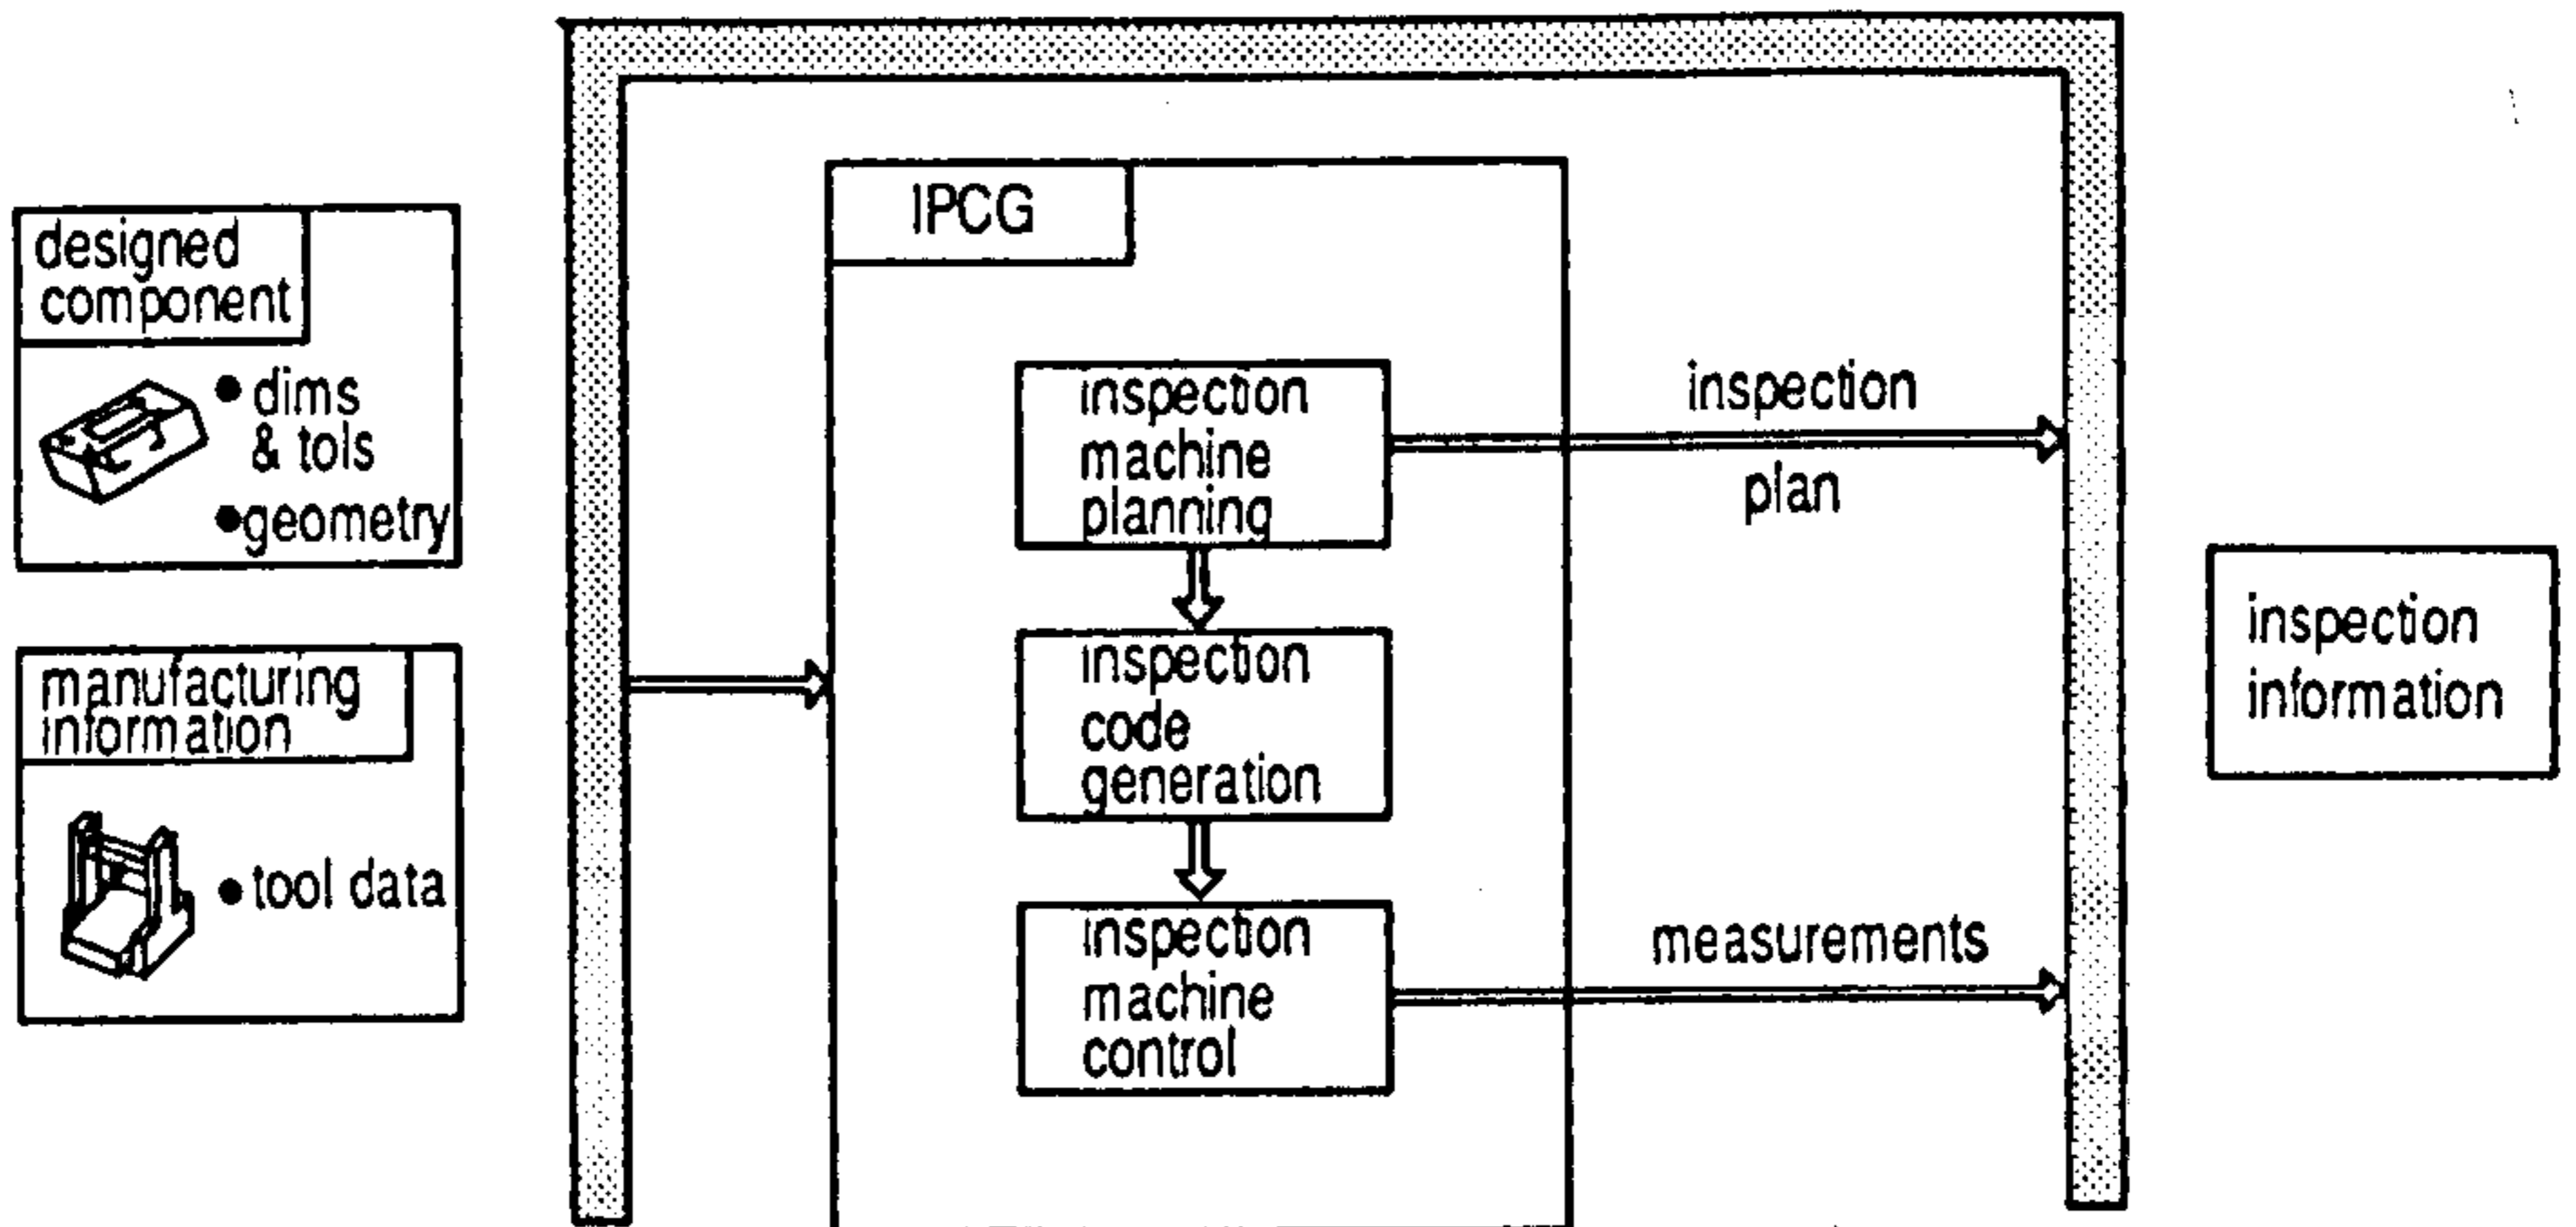 designed
component
• dims
& tols
• geometry
manufacturing
information
• tool data
IPCG
inspection
machine
planning
inspection
code
generation
inspection
machine
control
inspection
plan
measurements
inspection
information